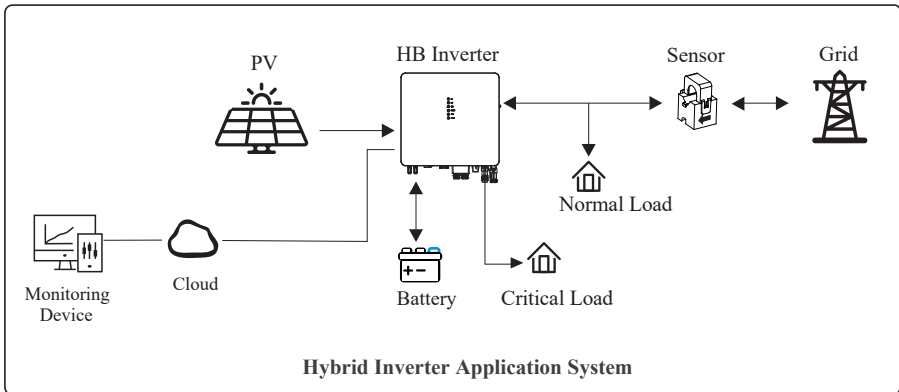 PV
HB Inverter
Sensor
Grid
Normal Load
Monitoring
Device
Cloud
Battery
Critical Load
Hybrid Inverter Application System